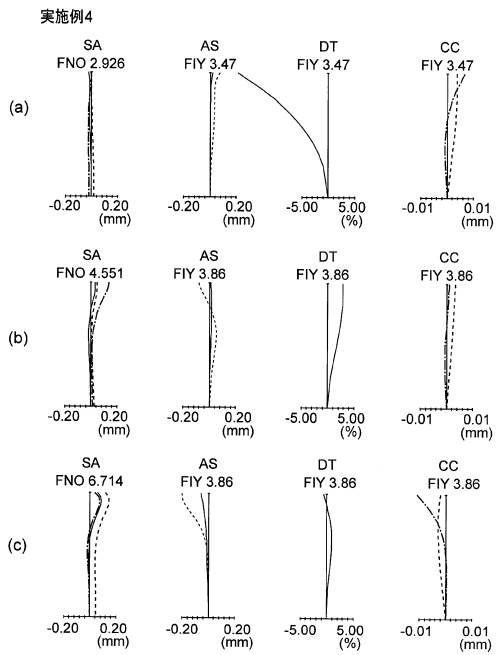 実施例4
SA AS DT CC
FNO 2.926 FIY 3.47 FIY 3.47 FIY 3.47
(a)
-0.20 0.20 -0.20 0.20 -5.00 5.00 -0.01 0.01
(mm) (mm) (%) (mm)
SA AS DT CC
FNO 4.551 FIY 3.86 FIY 3.86 FIY 3.86
(b)
-0.20 0.20 -0.20 0.20 -5.00 5.00 -0.01 0.01
(mm) (mm) (%) (mm)
SA AS DT CC
FNO 6.714 FIY 3.86 FIY 3.86 FIY 3.86
(c)
-0.20 0.20 -0.20 0.20 -5.00 5.00 -0.01 0.01
(mm) (mm) (%) (mm)